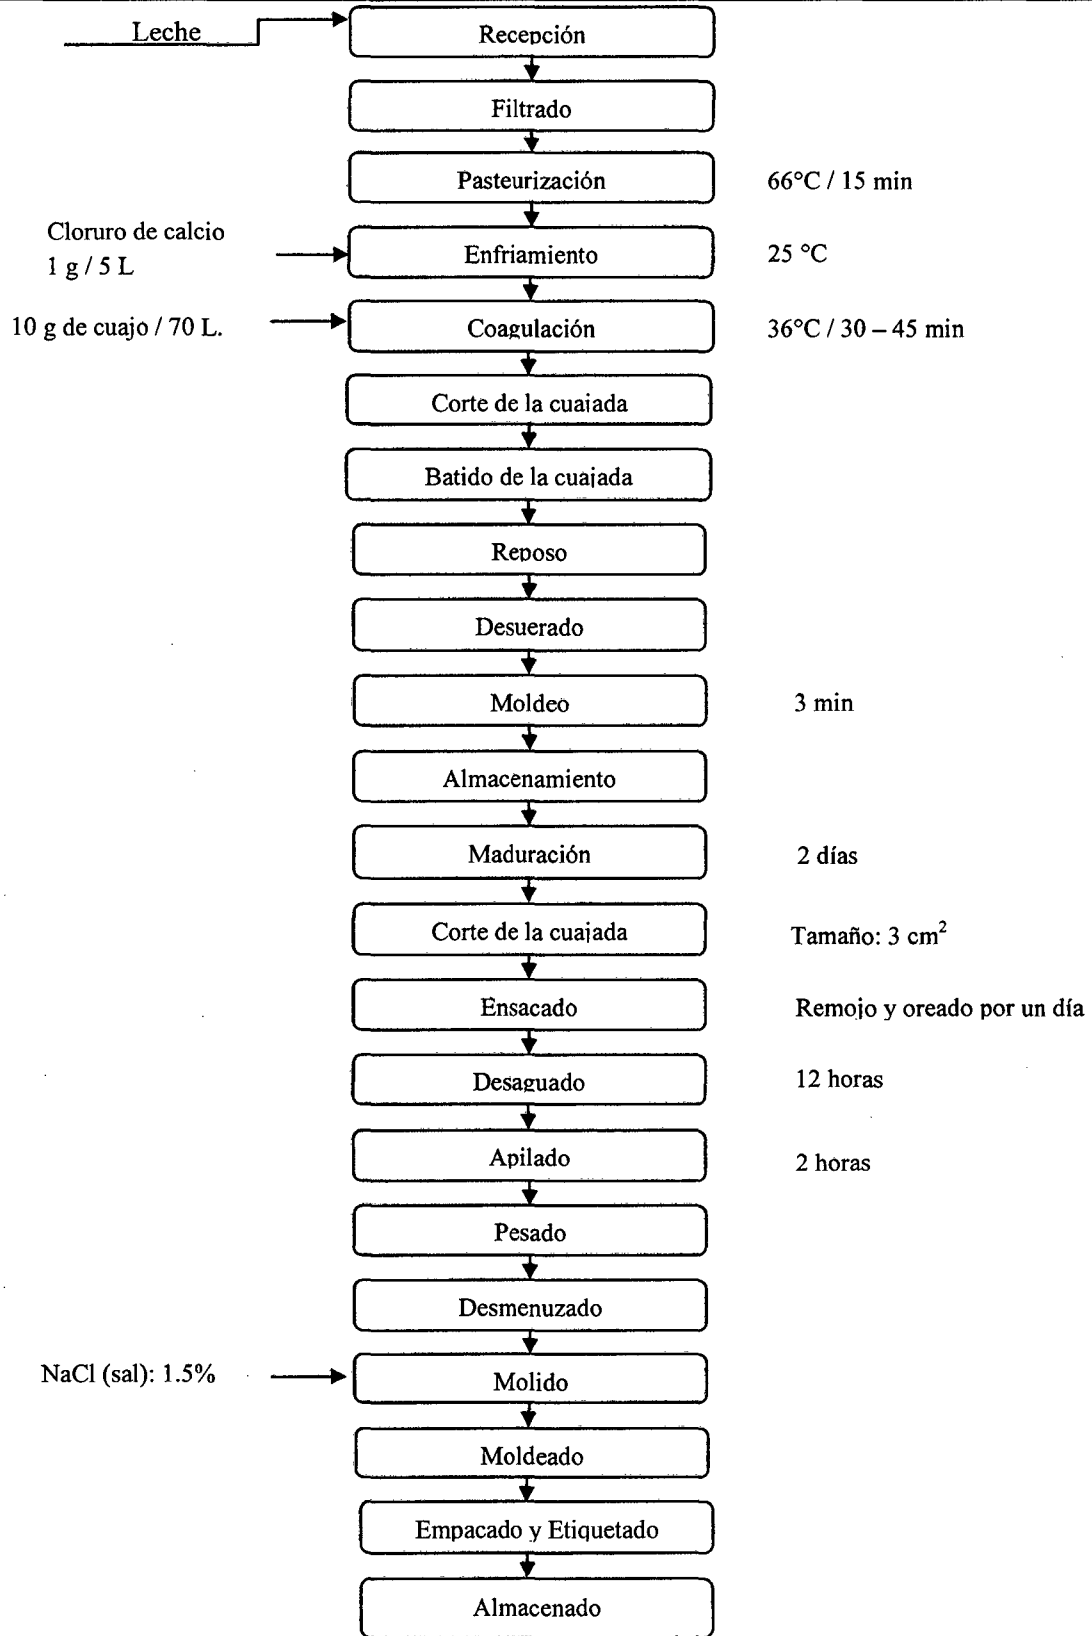 Leche
Recepción
Filtrado
Pasteurización
66°C / 15 min
Cloruro de calcio
1 g / 5 L
Enfriamiento
25 °C
10 g de cuajo / 70 L.
Coagulación
36°C / 30 – 45 min
Corte de la cuajada
Batido de la cuajada
Reposo
Desuerado
Moldeo
3 min
Almacenamiento
Maduración
2 días
Corte de la cuajada
Tamaño: 3 cm²
Ensacado
Remojo y oreado por un día
Desaguado
12 horas
Apilado
2 horas
Pesado
Desmenuzado
NaCl (sal): 1.5%
Molido
Moldeado
Empacado y Etiquetado
Almacenado